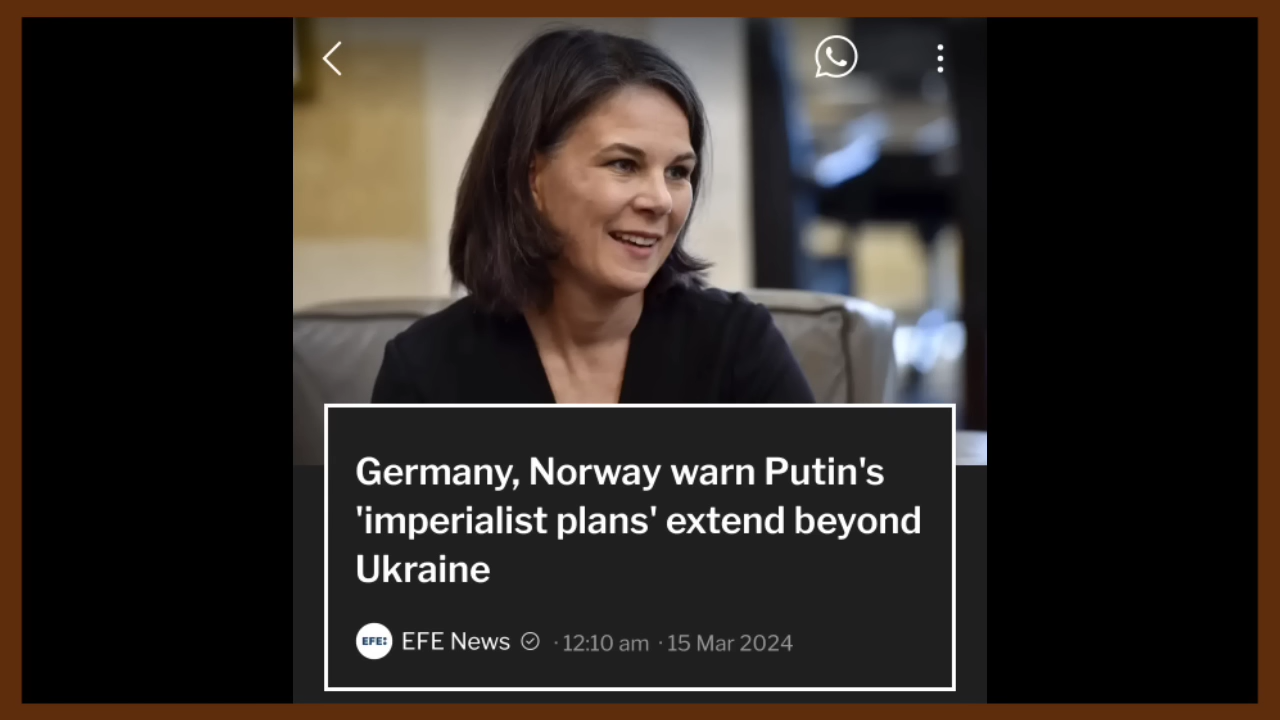 Germany, Norway warn Putin's
'imperialist plans' extend beyond
Ukraine
EFE: EFE News · 12:10 am · 15 Mar 2024